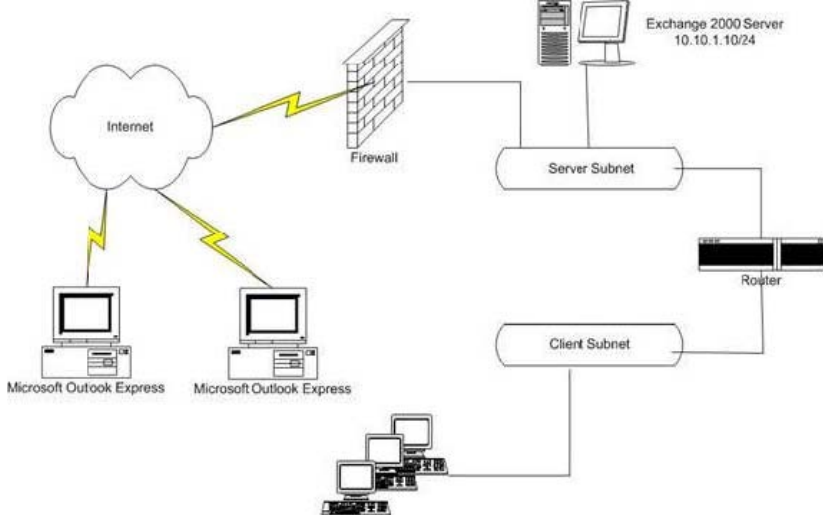 Exchange 2000 Server
10.10.1.10/24
Internet
Firewall
Server Subnet
Router
Client Subnet
Microsoft Outlook Express
Microsoft Outlook Express